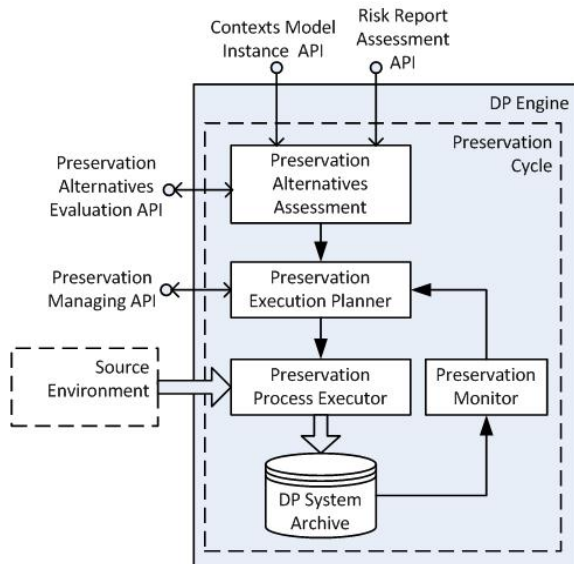 Contexts Model
Instance API
Risk Report
Assessment
API
DP Engine
Preservation
Cycle
Preservation
Alternatives
Evaluation API
Preservation
Alternatives
Assessment
Preservation
Managing API
Preservation
Execution Planner
Source
Environment
Preservation
Process Executor
Preservation
Monitor
DP System
Archive